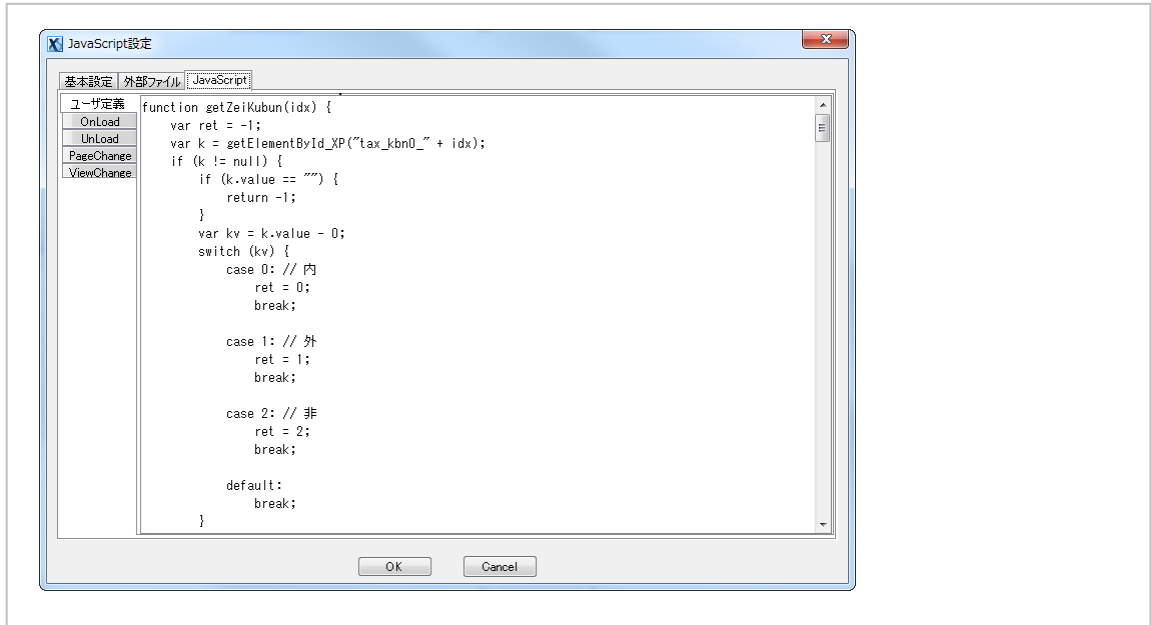 JavaScript設定
基本設定 外部ファイル JavaScript
ユーザ定義
OnLoad
UnLoad
PageChange
ViewChange
function getZeiKubun(idx) {
    var ret = -1;
    var k = getElementById_XP("tax_kbn0_" + idx);
    if (k != null) {
        if (k.value == "") {
            return -1;
        }
        var kv = k.value - 0;
        switch (kv) {
            case 0: // 内
                ret = 0;
                break;

            case 1: // 外
                ret = 1;
                break;

            case 2: // 非
                ret = 2;
                break;

            default:
                break;
        }
OK Cancel